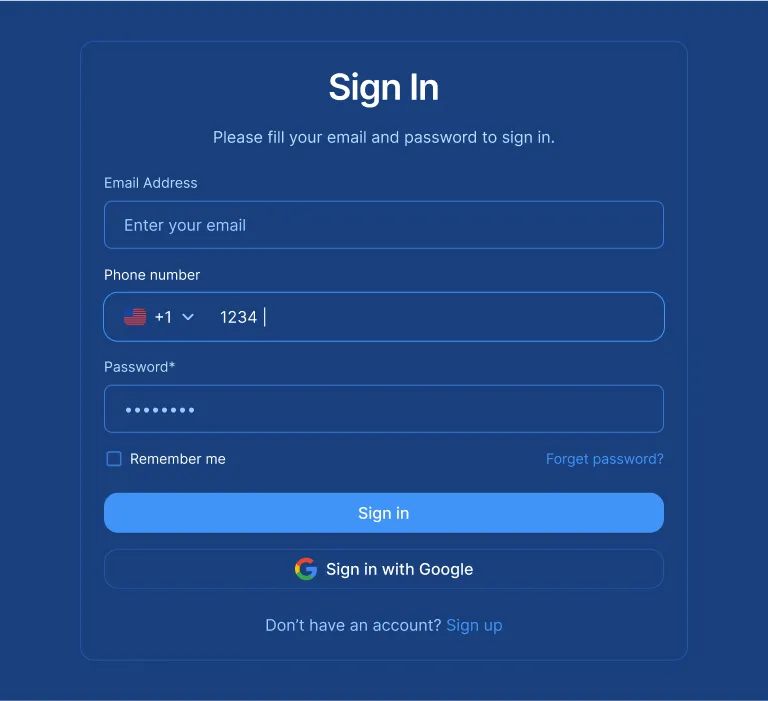 Sign In
Please fill your email and password to sign in.
Email Address
Enter your email
Phone number
+1 1234
Password*
Remember me Forget password?
Sign in
Sign in with Google
Don’t have an account? Sign up